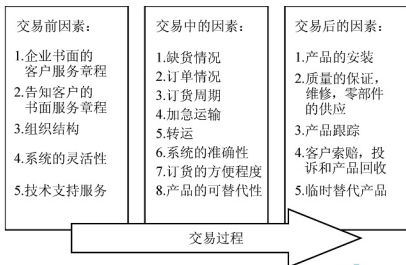 交易前因素：
1.企业书面的
客户服务章程
2.告知客户的
书面服务章程
3.组织结构
4.系统的灵活性
5.技术支持服务
交易中的因素：
1.缺货情况
2.订单情况
3.订货周期
4.加急运输
5.转运
6.系统的准确性
7.订货的方便程度
8.产品的可替代性
交易后的因素：
1.产品的安装
2.质量的保证，
维修，零部件
的供应
3.产品跟踪
4.客户索赔，投
诉和产品回收
5.临时替代产品
交易过程